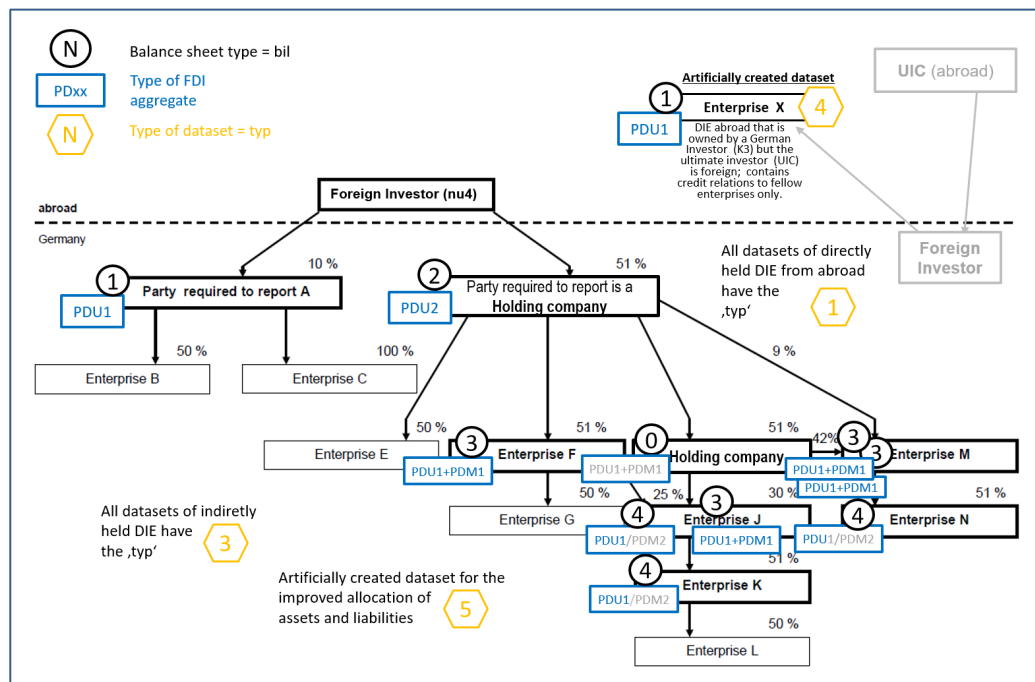 N
Balance sheet type = bil
PDxx
Type of FDI
aggregate
N
Type of dataset = typ
Artificially created dataset
1
Enterprise X
4
PDU1
DIE abroad that is
owned by a German
Investor (K3) but the
ultimate investor (UIC)
is foreign; contains
credit relations to fellow
enterprises only.
UIC (abroad)
Foreign Investor (nu4)
abroad
Germany
Foreign
Investor
10 %
51 %
1
Party required to report A
PDU1
2
Party required to report is a
Holding company
PDU2
All datasets of directly
held DIE from abroad
have the
‚typ‘
1
50 %
100 %
9 %
Enterprise B
Enterprise C
50 %
51 %
51 %
42%
Enterprise E
3
Enterprise F
PDU1+PDM1
0
Holding company
PDU1+PDM1
3
3
Enterprise M
PDU1+PDM1
PDU1+PDM1
50 %
25 %
30 %
51 %
Enterprise G
4
3
Enterprise J
PDU1/PDM2
PDU1+PDM1
4
Enterprise N
PDU1/PDM2
All datasets of indiretly
held DIE have
the ‚typ‘
3
51 %
4
Enterprise K
PDU1/PDM2
Artificially created dataset for the
improved allocation of
assets and liabilities
5
50 %
Enterprise L